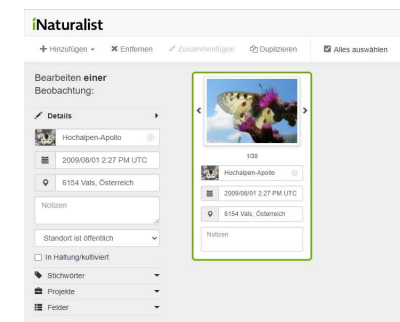 iNaturalist
Hinzufügen Entfernen Zusammenfügen Duplizieren Alles auswählen
Bearbeiten einer
Beobachtung:
Details
Hochalpen-Apollo
2009/08/01 2:27 PM UTC
6154 Vals, Österreich
Notizen
Standort ist öffentlich
In Haltung/kultiviert
Stichwörter
Projekte
Felder
1/20
Hochalpen-Apollo
2009/08/01 2:27 PM UTC
6154 Vals, Österreich
Notizen